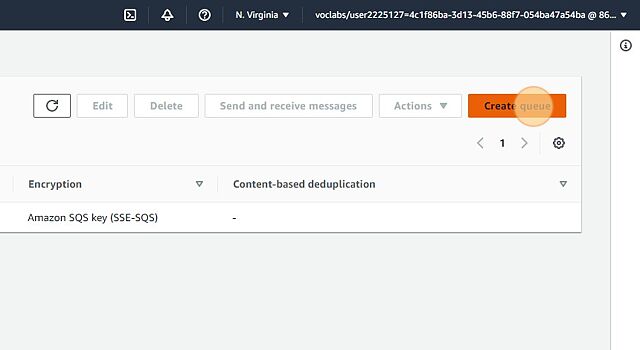 N. Virginia ▼ voclabs/user2225127=4c1f86ba-3d13-45b6-88f7-054ba47a54ba @ 86... ▼
Edit Delete Send and receive messages Actions ▼ Create queue
1
Encryption Content-based deduplication
Amazon SQS key (SSE-SQS) -